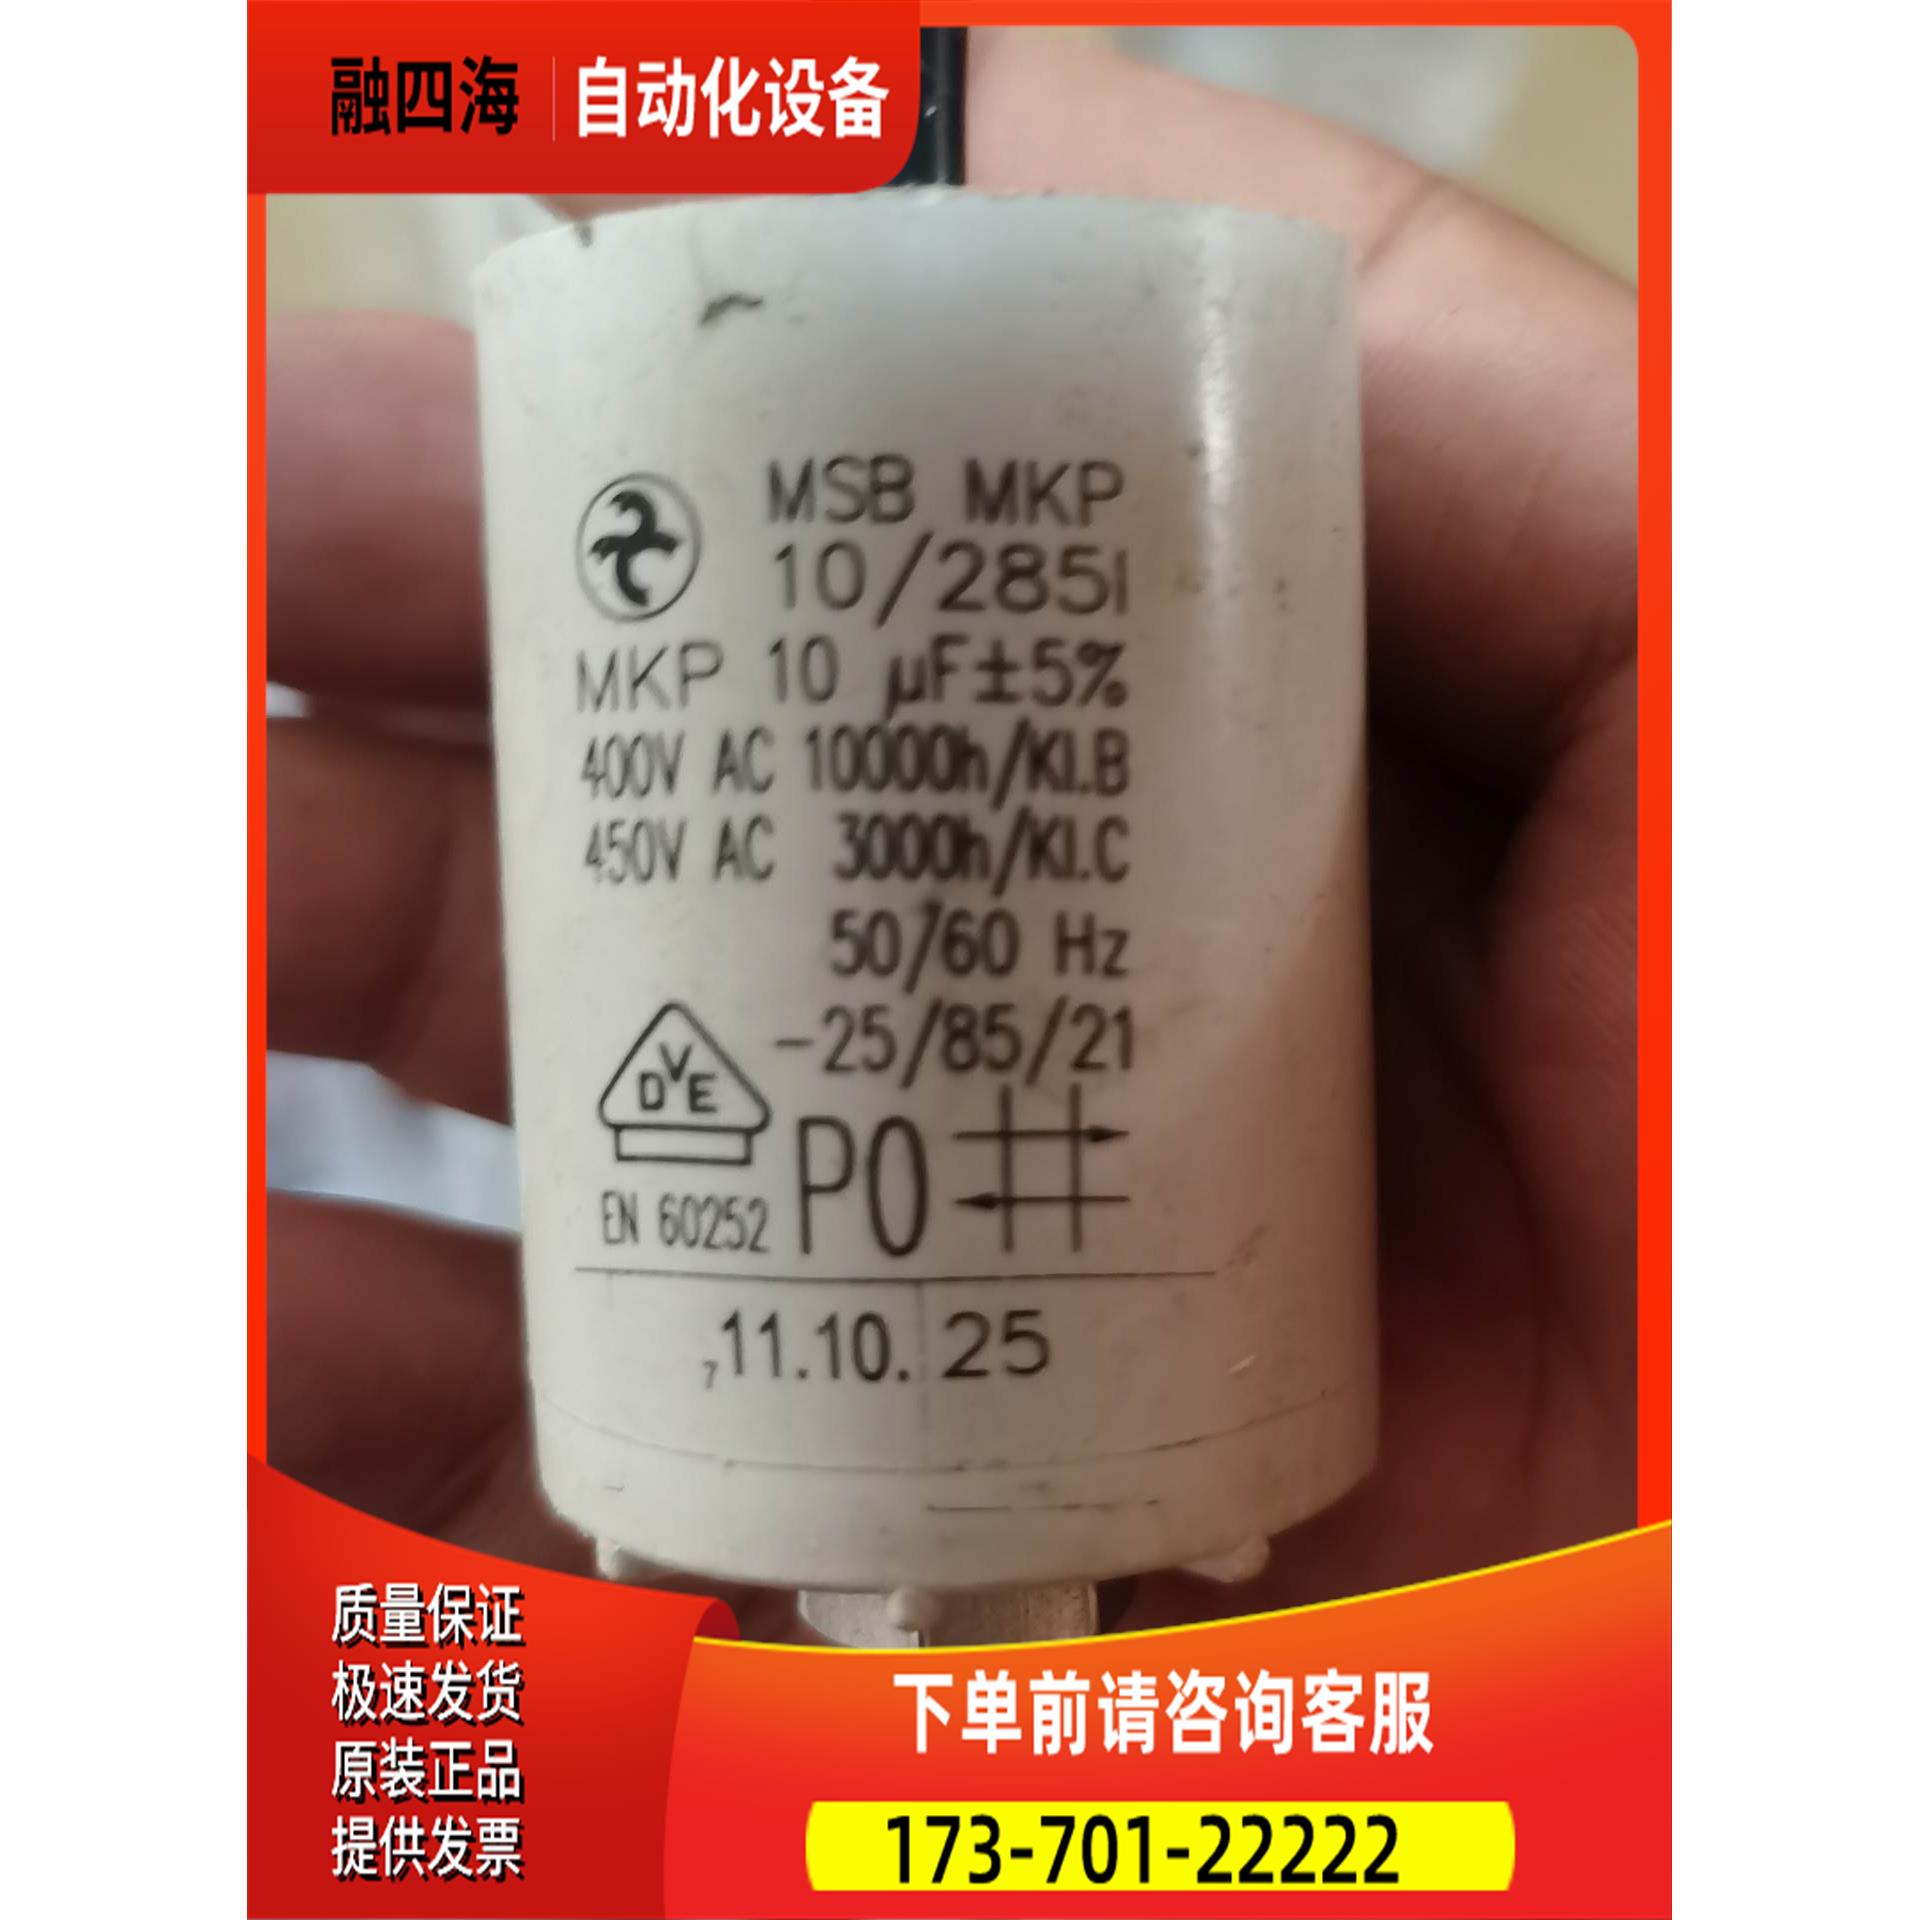 融四海 自动化设备
MSB MKP
10/285I
MKP 10 µF±5%
400V AC 10000h/Kl.B
450V AC 3000h/Kl.C
50/60 Hz
-25/85/21
DVE
P0
EN 60252
7 11.10. 25
质量保证
极速发货
原装正品
提供发票
下单前请咨询客服
173-701-22222